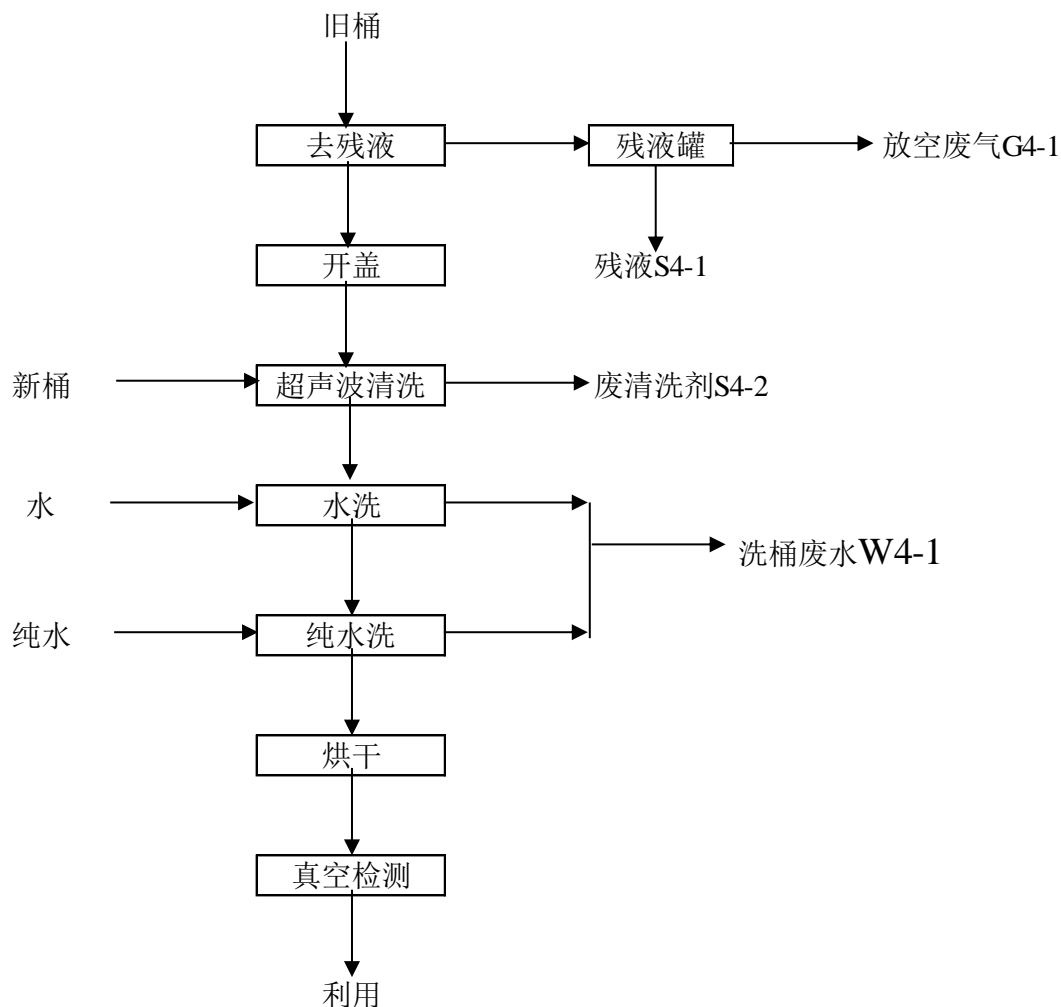 旧桶
去残液
残液罐
放空废气G4-1
开盖
残液S4-1
新桶
超声波清洗
废清洗剂S4-2
水
水洗
洗桶废水W4-1
纯水
纯水洗
烘干
真空检测
利用